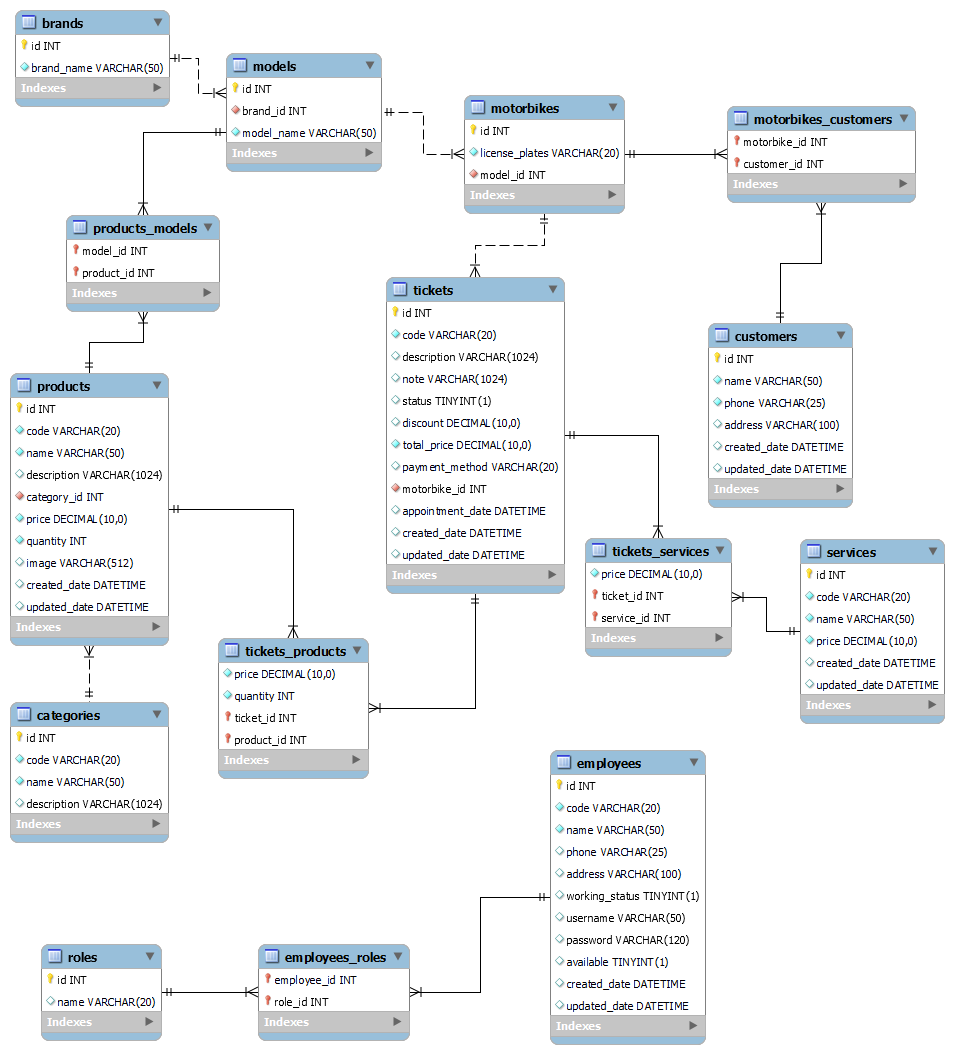 brands
id INT
brand_name VARCHAR(50)
Indexes
models
id INT
brand_id INT
model_name VARCHAR(50)
Indexes
motorbikes
id INT
license_plates VARCHAR(20)
model_id INT
Indexes
motorbikes_customers
motorbike_id INT
customer_id INT
Indexes
products_models
model_id INT
product_id INT
Indexes
tickets
id INT
code VARCHAR(20)
description VARCHAR(1024)
note VARCHAR(1024)
status TINYINT(1)
discount DECIMAL(10,0)
total_price DECIMAL(10,0)
payment_method VARCHAR(20)
motorbike_id INT
appointment_date DATETIME
created_date DATETIME
updated_date DATETIME
Indexes
customers
id INT
name VARCHAR(50)
phone VARCHAR(25)
address VARCHAR(100)
created_date DATETIME
updated_date DATETIME
Indexes
products
id INT
code VARCHAR(20)
name VARCHAR(50)
description VARCHAR(1024)
category_id INT
price DECIMAL(10,0)
quantity INT
image VARCHAR(512)
created_date DATETIME
updated_date DATETIME
Indexes
tickets_services
price DECIMAL(10,0)
ticket_id INT
service_id INT
Indexes
services
id INT
code VARCHAR(20)
name VARCHAR(50)
price DECIMAL(10,0)
created_date DATETIME
updated_date DATETIME
Indexes
tickets_products
price DECIMAL(10,0)
quantity INT
ticket_id INT
product_id INT
Indexes
categories
id INT
code VARCHAR(20)
name VARCHAR(50)
description VARCHAR(1024)
Indexes
employees
id INT
code VARCHAR(20)
name VARCHAR(50)
phone VARCHAR(25)
address VARCHAR(100)
working_status TINYINT(1)
username VARCHAR(50)
password VARCHAR(120)
available TINYINT(1)
created_date DATETIME
updated_date DATETIME
Indexes
roles
id INT
name VARCHAR(20)
Indexes
employees_roles
employee_id INT
role_id INT
Indexes